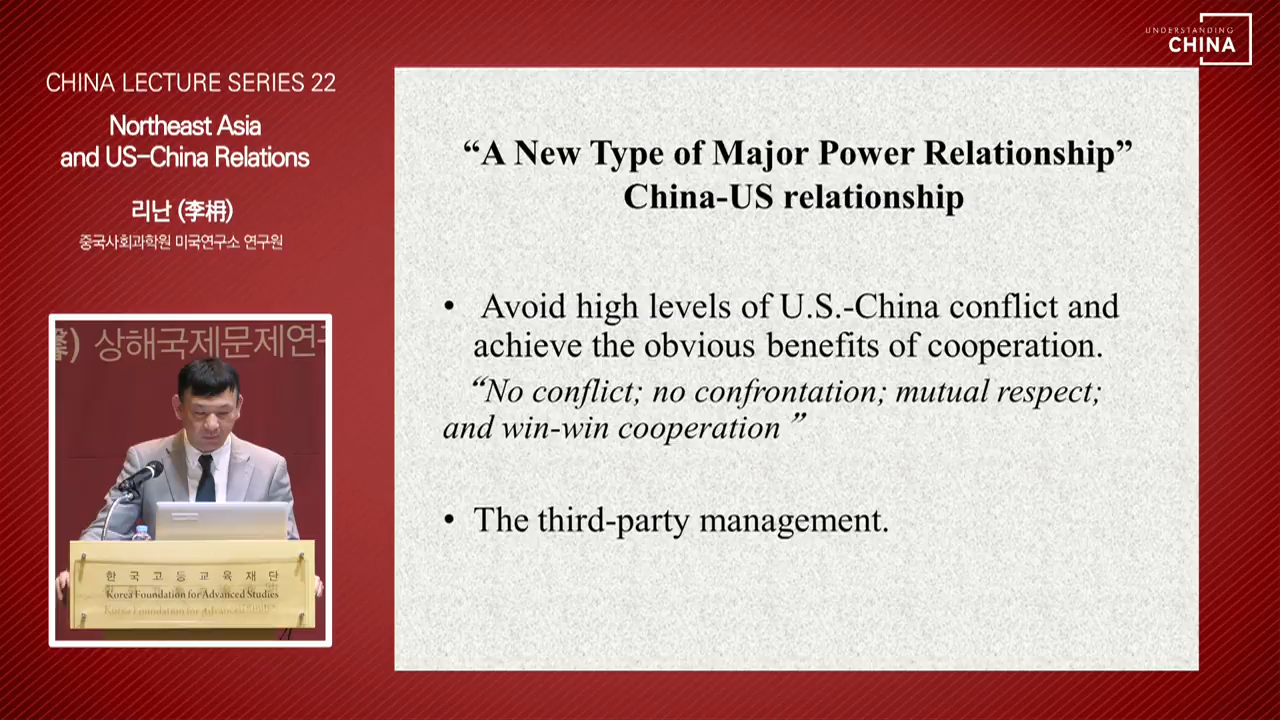 UNDERSTANDING
CHINA
CHINA LECTURE SERIES 22
Northeast Asia
and US-China Relations
리난 (李枏)
중국사회과학원 미국연구소 연구원
상해국제문제연구
한국고등교육재단
Korea Foundation for Advanced Studies
“A New Type of Major Power Relationship”
China-US relationship
• Avoid high levels of U.S.-China conflict and
achieve the obvious benefits of cooperation.
“No conflict; no confrontation; mutual respect;
and win-win cooperation ”
• The third-party management.